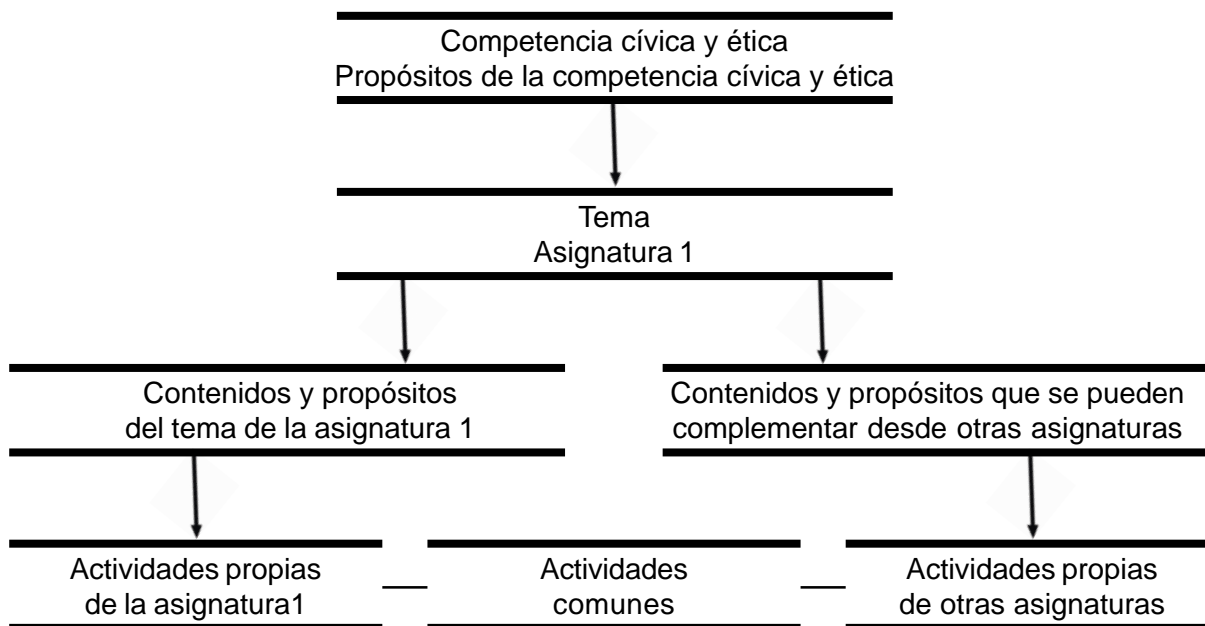 Competencia cívica y ética
Propósitos de la competencia cívica y ética
Tema
Asignatura 1
Contenidos y propósitos
del tema de la asignatura 1
Contenidos y propósitos que se pueden
complementar desde otras asignaturas
Actividades propias
de la asignatura1
Actividades
comunes
Actividades propias
de otras asignaturas